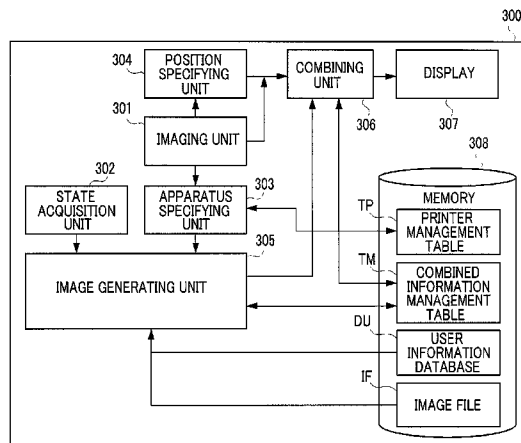 300
304
POSITION
SPECIFYING
UNIT
COMBINING
UNIT
306
DISPLAY
307
301
IMAGING UNIT
308
302
STATE
ACQUISITION
UNIT
303
APPARATUS
SPECIFYING
UNIT
305
IMAGE GENERATING UNIT
MEMORY
TP
PRINTER
MANAGEMENT
TABLE
TM
COMBINED
INFORMATION
MANAGEMENT
TABLE
DU
USER
INFORMATION
DATABASE
IF
IMAGE FILE